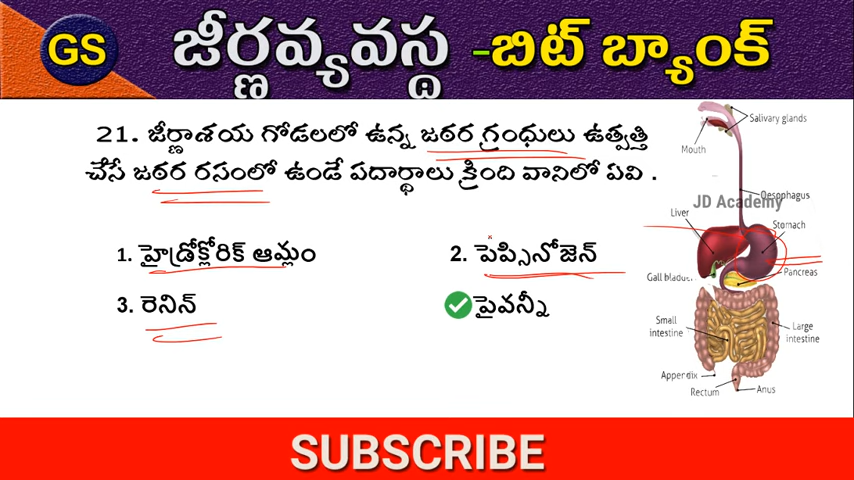 GS
జీర్ణవ్యవస్థ -బిట్ బ్యాంక్
21. జీర్ణాశయ గోడలలో ఉన్న జఠర గ్రంధులు ఉత్పత్తి
చేసే జఠర రసంలో ఉండే పదార్థాలు క్రింది వానిలో ఏవి .
1. హైడ్రోక్లోరిక్ ఆమ్లం
2. పెప్సినోజెన్
3. రెనిన్
పైవన్నీ
Salivary glands
Mouth
Oesophagus
JD Academy
Liver
Stomach
Pancreas
Gall bladder
Small
intestine
Large
intestine
Appendix
Rectum
Anus
SUBSCRIBE